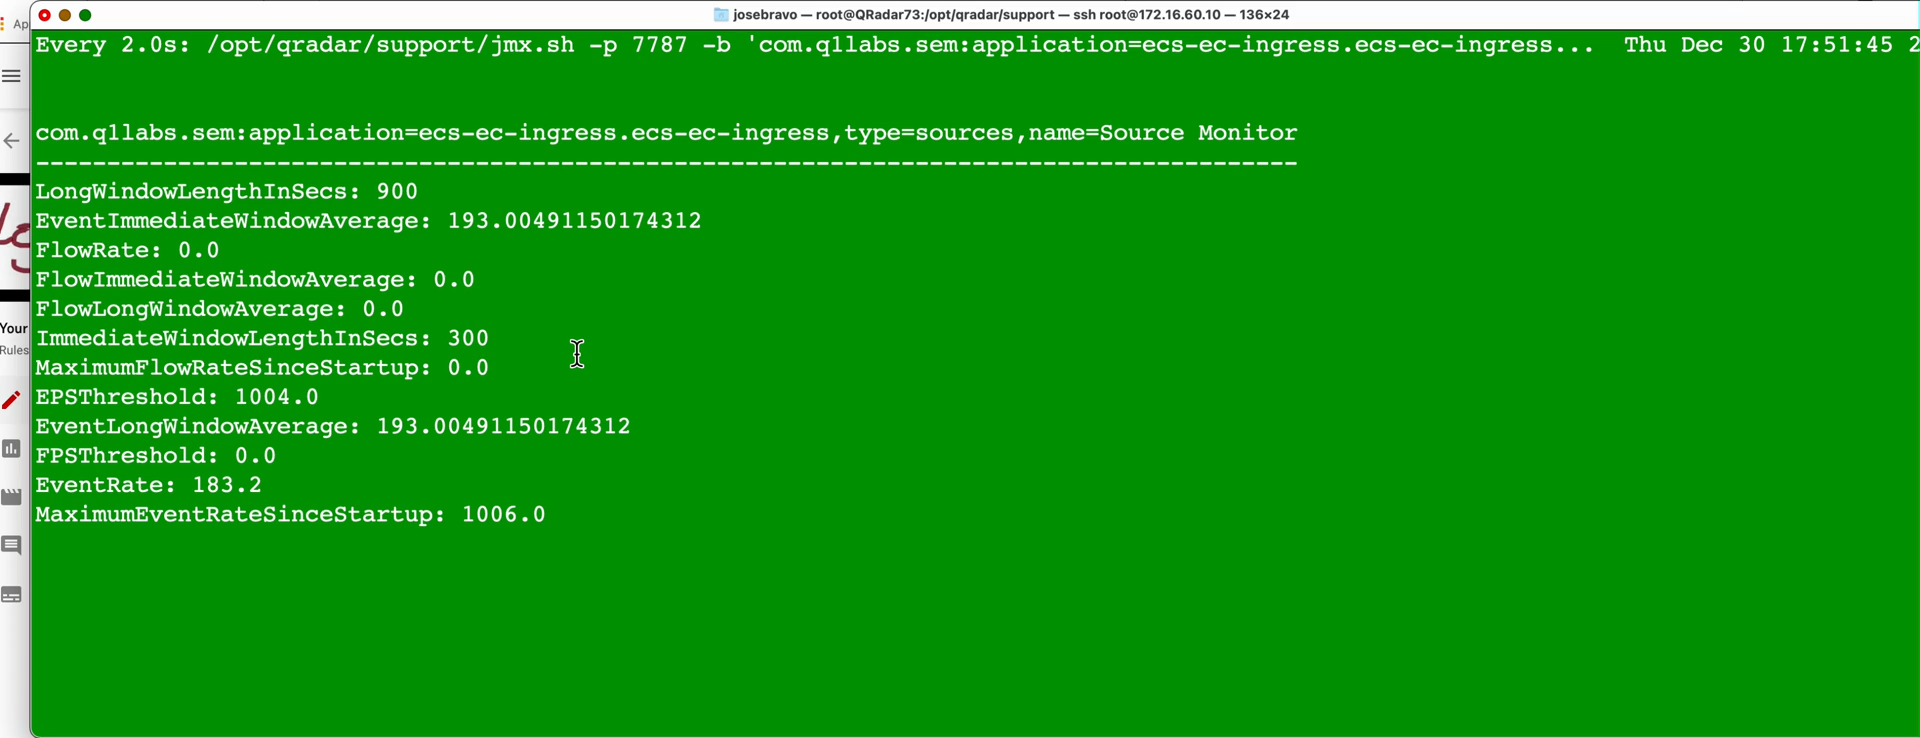 josebravo — root@QRadar73:/opt/qradar/support — ssh root@172.16.60.10 — 136×24
Every 2.0s: /opt/qradar/support/jmx.sh -p 7787 -b 'com.q1labs.sem:application=ecs-ec-ingress.ecs-ec-ingress... Thu Dec 30 17:51:45 2
com.q1labs.sem:application=ecs-ec-ingress.ecs-ec-ingress,type=sources,name=Source Monitor
-----------------------------------------------------------------------------------------
LongWindowLengthInSecs: 900
EventImmediateWindowAverage: 193.00491150174312
FlowRate: 0.0
FlowImmediateWindowAverage: 0.0
FlowLongWindowAverage: 0.0
ImmediateWindowLengthInSecs: 300
MaximumFlowRateSinceStartup: 0.0
EPSThreshold: 1004.0
EventLongWindowAverage: 193.00491150174312
FPSThreshold: 0.0
EventRate: 183.2
MaximumEventRateSinceStartup: 1006.0
Ap
Your
Rules